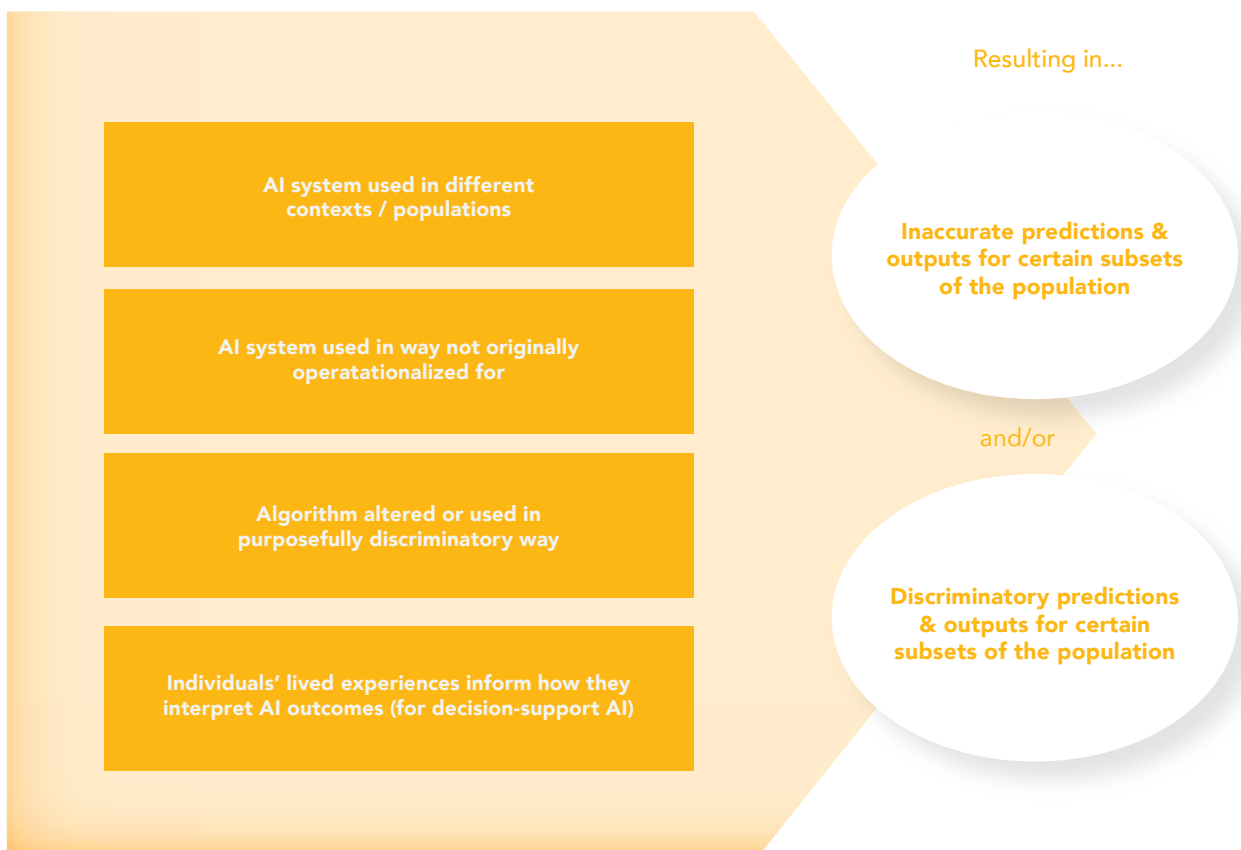 Resulting in...
AI system used in different
contexts / populations
Inaccurate predictions &
outputs for certain subsets
of the population
AI system used in way not originally
operatationalized for
and/or
Algorithm altered or used in
purposefully discriminatory way
Discriminatory predictions
& outputs for certain
subsets of the population
Individuals’ lived experiences inform how they
interpret AI outcomes (for decision-support AI)